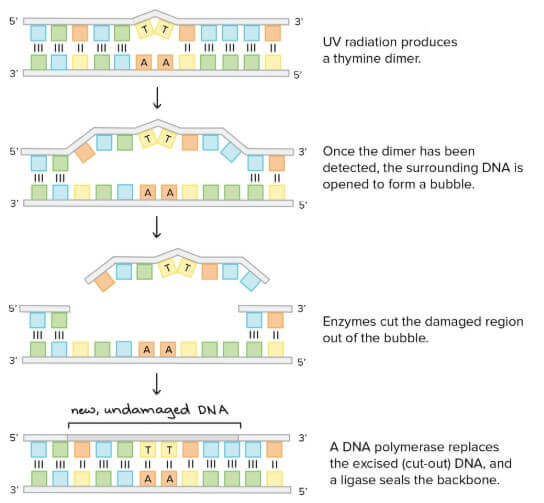 5' 3'
T T
UV radiation produces
a thymine dimer.
A A
3' 5'
T T
5' 3'
Once the dimer has been
detected, the surrounding DNA is
opened to form a bubble.
A A
3' 5'
T T
5' 3'
Enzymes cut the damaged region
out of the bubble.
A A
3' 5'
new, undamaged DNA
5' 3'
T T
A DNA polymerase replaces
the excised (cut-out) DNA, and
a ligase seals the backbone.
A A
3' 5'